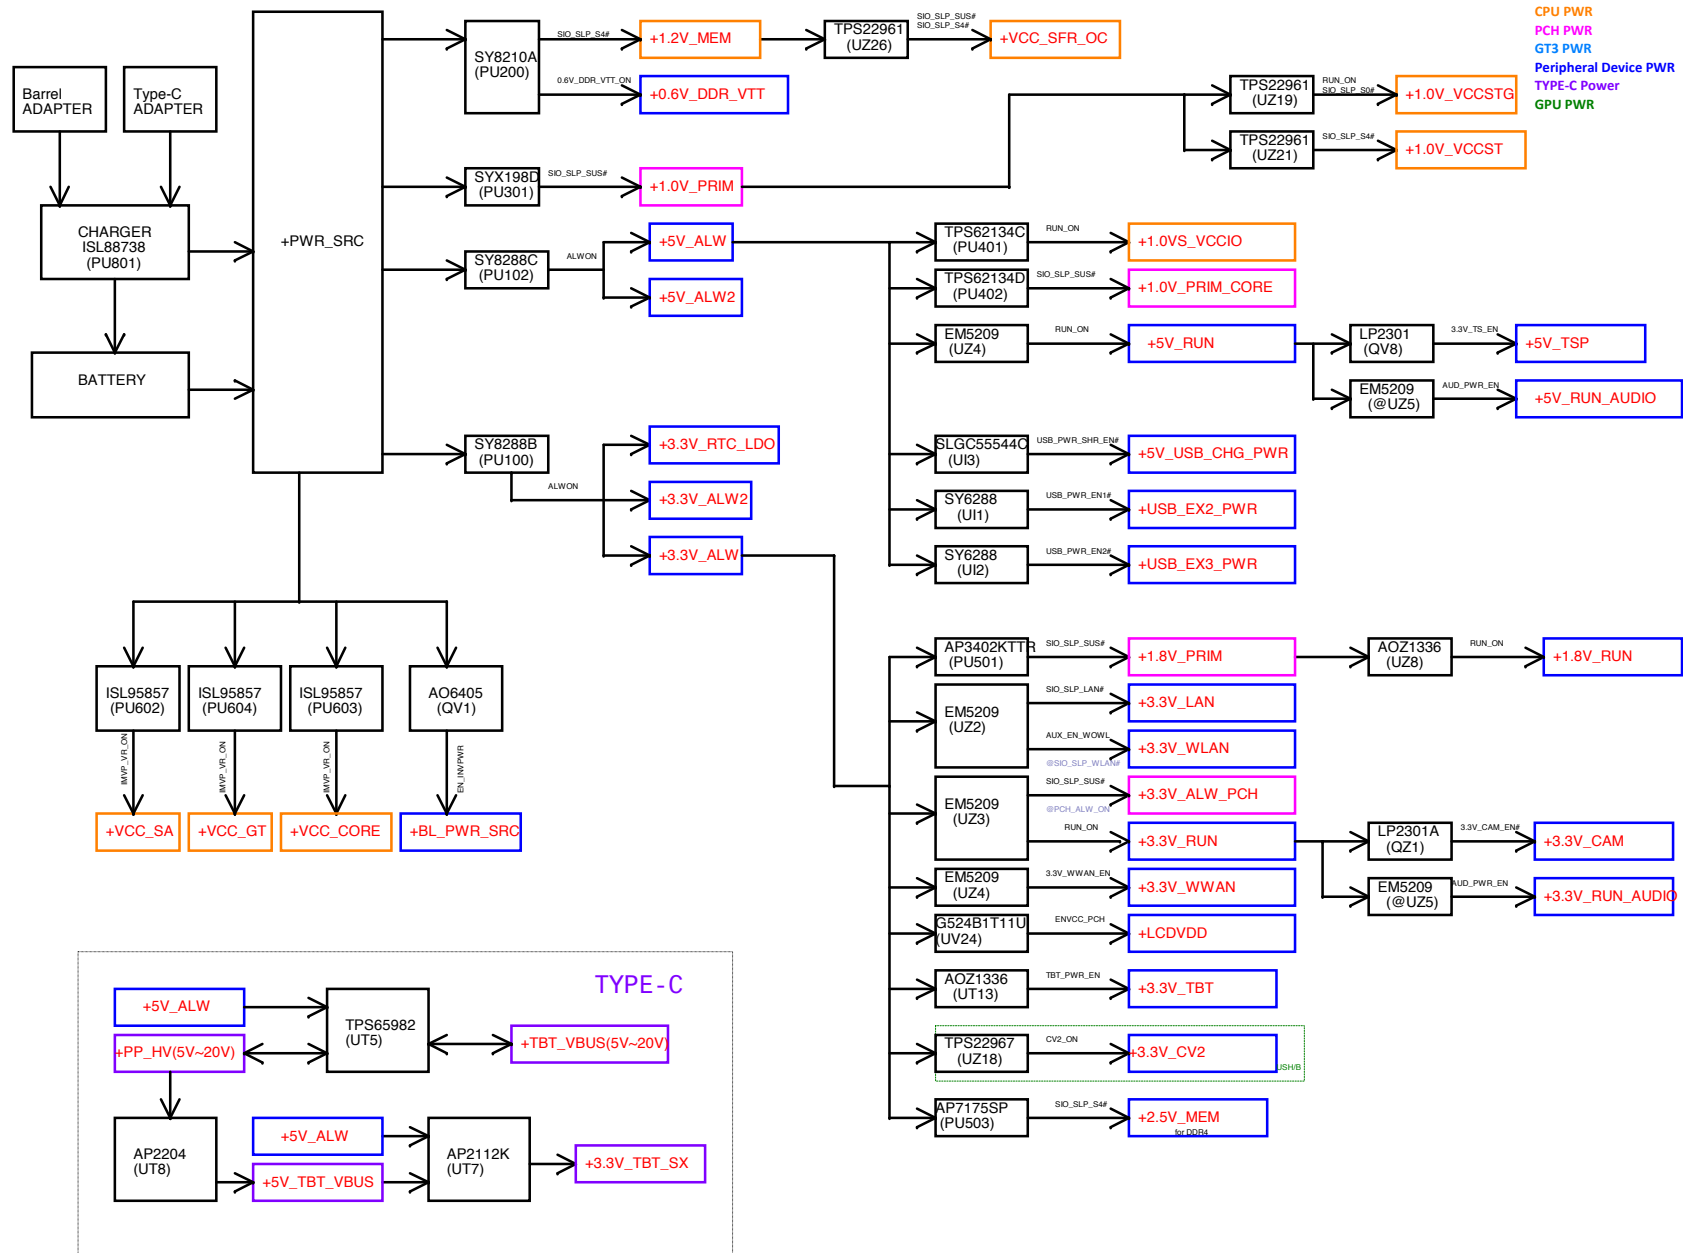 CPU PWR
PCH PWR
GT3 PWR
Peripheral Device PWR
TYPE-C Power
GPU PWR
Barrel
ADAPTER
Type-C
ADAPTER
CHARGER
ISL88738
(PU801)
BATTERY
+PWR_SRC
SY8210A
(PU200)
SIO_SLP_S4#
+1.2V_MEM
TPS22961
(UZ26)
SIO_SLP_SUS#
SIO_SLP_S4#
+VCC_SFR_OC
0.6V_DDR_VTT_ON
+0.6V_DDR_VTT
TPS22961
(UZ19)
RUN_ON
SIO_SLP_S0#
+1.0V_VCCSTG
TPS22961
(UZ21)
SIO_SLP_S4#
+1.0V_VCCST
SYX198D
(PU301)
SIO_SLP_SUS#
+1.0V_PRIM
SY8288C
(PU102)
ALWON
+5V_ALW
+5V_ALW2
TPS62134C
(PU401)
RUN_ON
+1.0VS_VCCIO
TPS62134D
(PU402)
SIO_SLP_SUS#
+1.0V_PRIM_CORE
EM5209
(UZ4)
RUN_ON
+5V_RUN
LP2301
(QV8)
3.3V_TS_EN
+5V_TSP
EM5209
(@UZ5)
AUD_PWR_EN
+5V_RUN_AUDIO
SY8288B
(PU100)
ALWON
+3.3V_RTC_LDO
+3.3V_ALW2
+3.3V_ALW
SLGC55544C
(UI3)
USB_PWR_SHR_EN#
+5V_USB_CHG_PWR
SY6288
(UI1)
USB_PWR_EN1#
+USB_EX2_PWR
SY6288
(UI2)
USB_PWR_EN2#
+USB_EX3_PWR
ISL95857
(PU602)
ISL95857
(PU604)
ISL95857
(PU603)
AO6405
(QV1)
IMVP_VR_ON
IMVP_VR_ON
IMVP_VR_ON
EN_INVPWR
+VCC_SA
+VCC_GT
+VCC_CORE
+BL_PWR_SRC
AP3402KTTR
(PU501)
SIO_SLP_SUS#
+1.8V_PRIM
AOZ1336
(UZ8)
RUN_ON
+1.8V_RUN
EM5209
(UZ2)
SIO_SLP_LAN#
+3.3V_LAN
AUX_EN_WOWL
@SIO_SLP_WLAN#
+3.3V_WLAN
EM5209
(UZ3)
SIO_SLP_SUS#
@PCH_ALW_ON
+3.3V_ALW_PCH
RUN_ON
+3.3V_RUN
LP2301A
(QZ1)
3.3V_CAM_EN#
+3.3V_CAM
EM5209
(@UZ5)
AUD_PWR_EN
+3.3V_RUN_AUDIO
EM5209
(UZ4)
3.3V_WWAN_EN
+3.3V_WWAN
G524B1T11U
(UV24)
ENVCC_PCH
+LCDVDD
AOZ1336
(UT13)
TBT_PWR_EN
+3.3V_TBT
TPS22967
(UZ18)
CV2_ON
+3.3V_CV2
USH/B
AP7175SP
(PU503)
SIO_SLP_S4#
+2.5V_MEM
for DDR4
TYPE-C
+5V_ALW
+PP_HV(5V~20V)
TPS65982
(UT5)
+TBT_VBUS(5V~20V)
AP2204
(UT8)
+5V_ALW
+5V_TBT_VBUS
AP2112K
(UT7)
+3.3V_TBT_SX